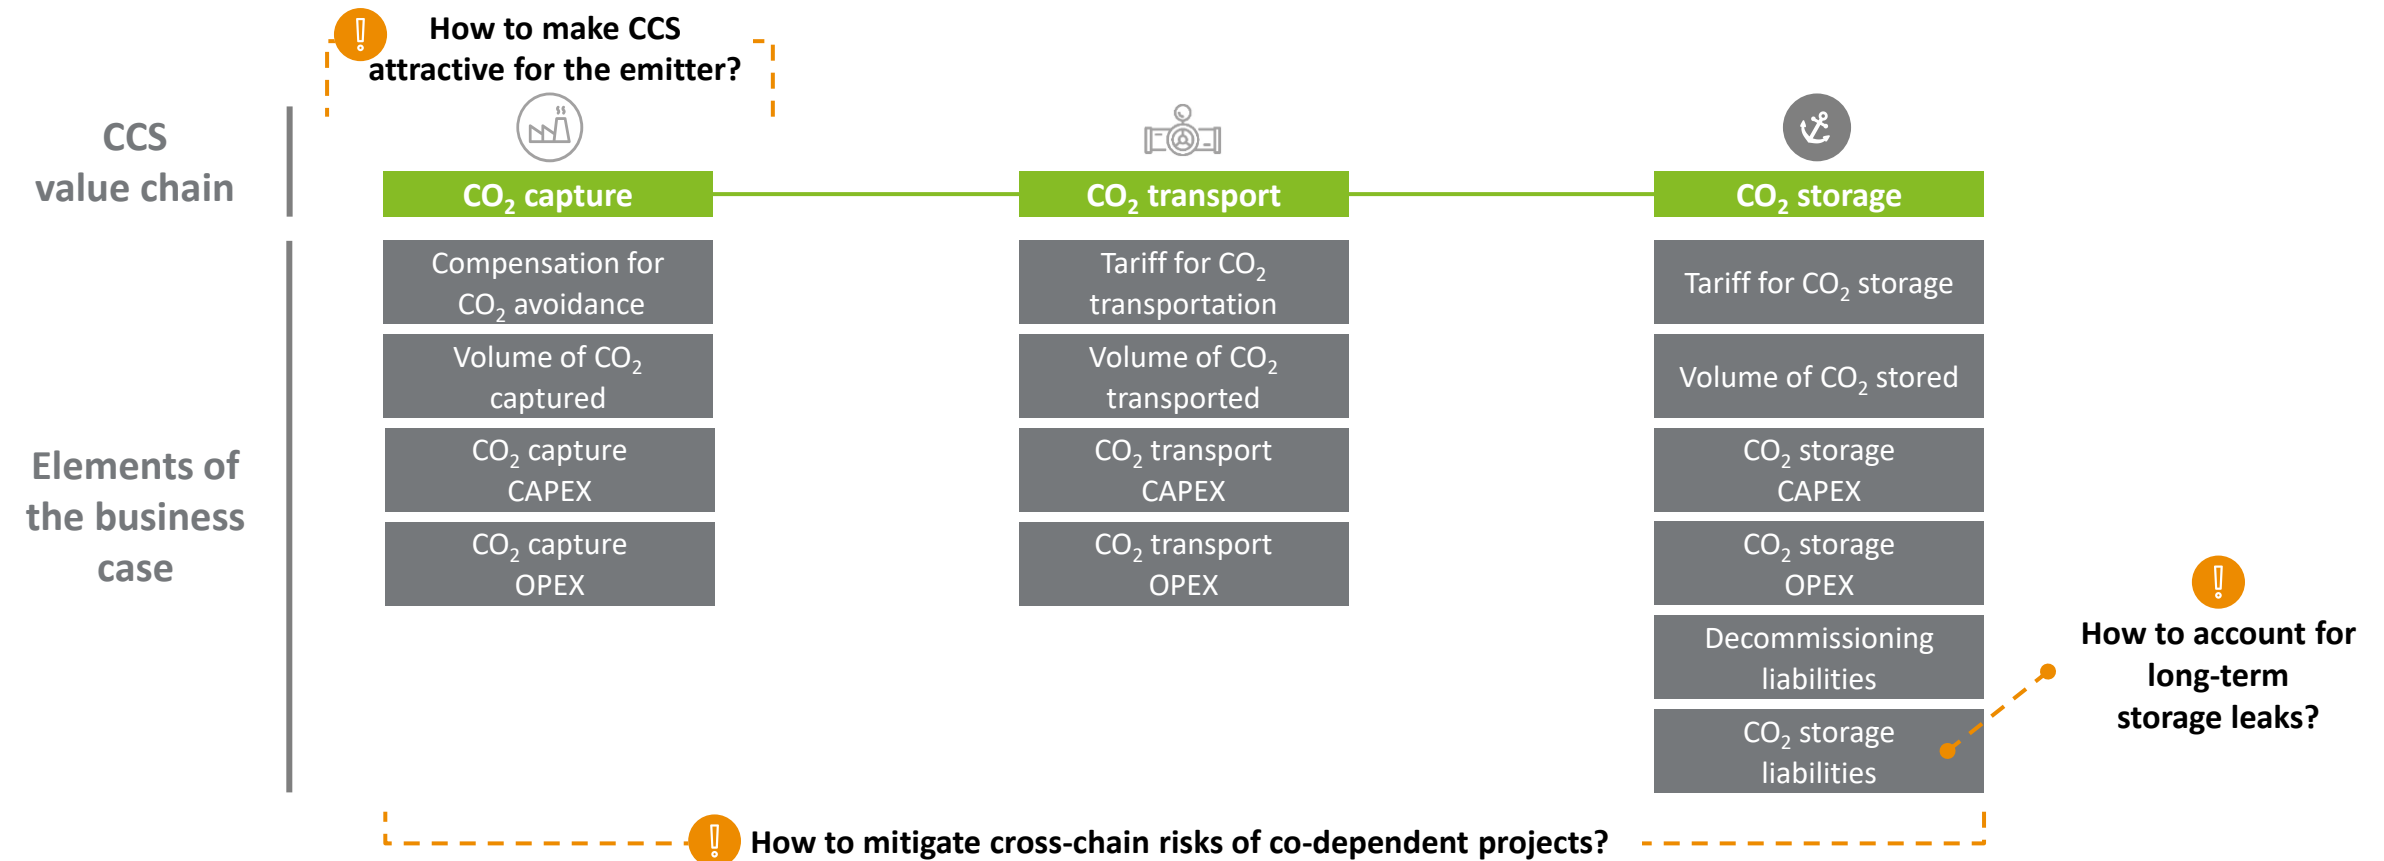 How to make CCS
attractive for the emitter?
CCS
value chain
CO₂ capture
CO₂ transport
CO₂ storage
Elements of
the business
case
Compensation for
CO₂ avoidance
Volume of CO₂
captured
CO₂ capture
CAPEX
CO₂ capture
OPEX
Tariff for CO₂
transportation
Volume of CO₂
transported
CO₂ transport
CAPEX
CO₂ transport
OPEX
Tariff for CO₂ storage
Volume of CO₂ stored
CO₂ storage
CAPEX
CO₂ storage
OPEX
Decommissioning
liabilities
CO₂ storage
liabilities
How to account for
long-term
storage leaks?
How to mitigate cross-chain risks of co-dependent projects?